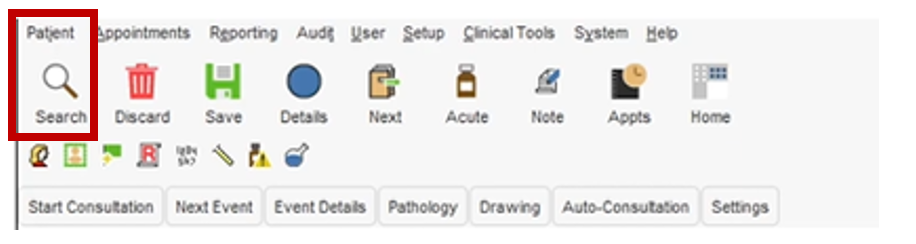 Patient Appointments Reporting Audit User Setup Clinical Tools System Help
Search Discard Save Details Next Acute Note Appts Home
Start Consultation Next Event Event Details Pathology Drawing Auto-Consultation Settings